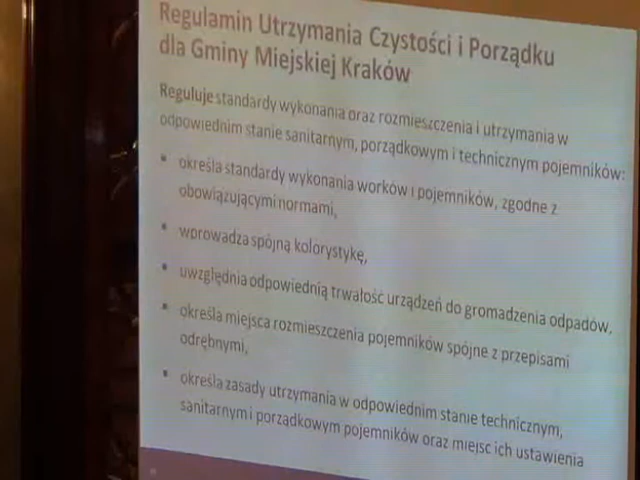 Regulamin Utrzymania Czystości i Porządku
dla Gminy Miejskiej Kraków
Reguluje standardy wykonania oraz rozmieszczenia i utrzymania w
odpowiednim stanie sanitarnym, porządkowym i technicznym pojemników:
• określa standardy wykonania worków i pojemników, zgodne z
obowiązującymi normami,
• wprowadza spójną kolorystykę,
• uwzględnia odpowiednią trwałość urządzeń do gromadzenia odpadów,
• określa miejsca rozmieszczenia pojemników spójne z przepisami
odrębnymi,
• określa zasady utrzymania w odpowiednim stanie technicznym,
sanitarnym i porządkowym pojemników oraz miejsc ich ustawienia